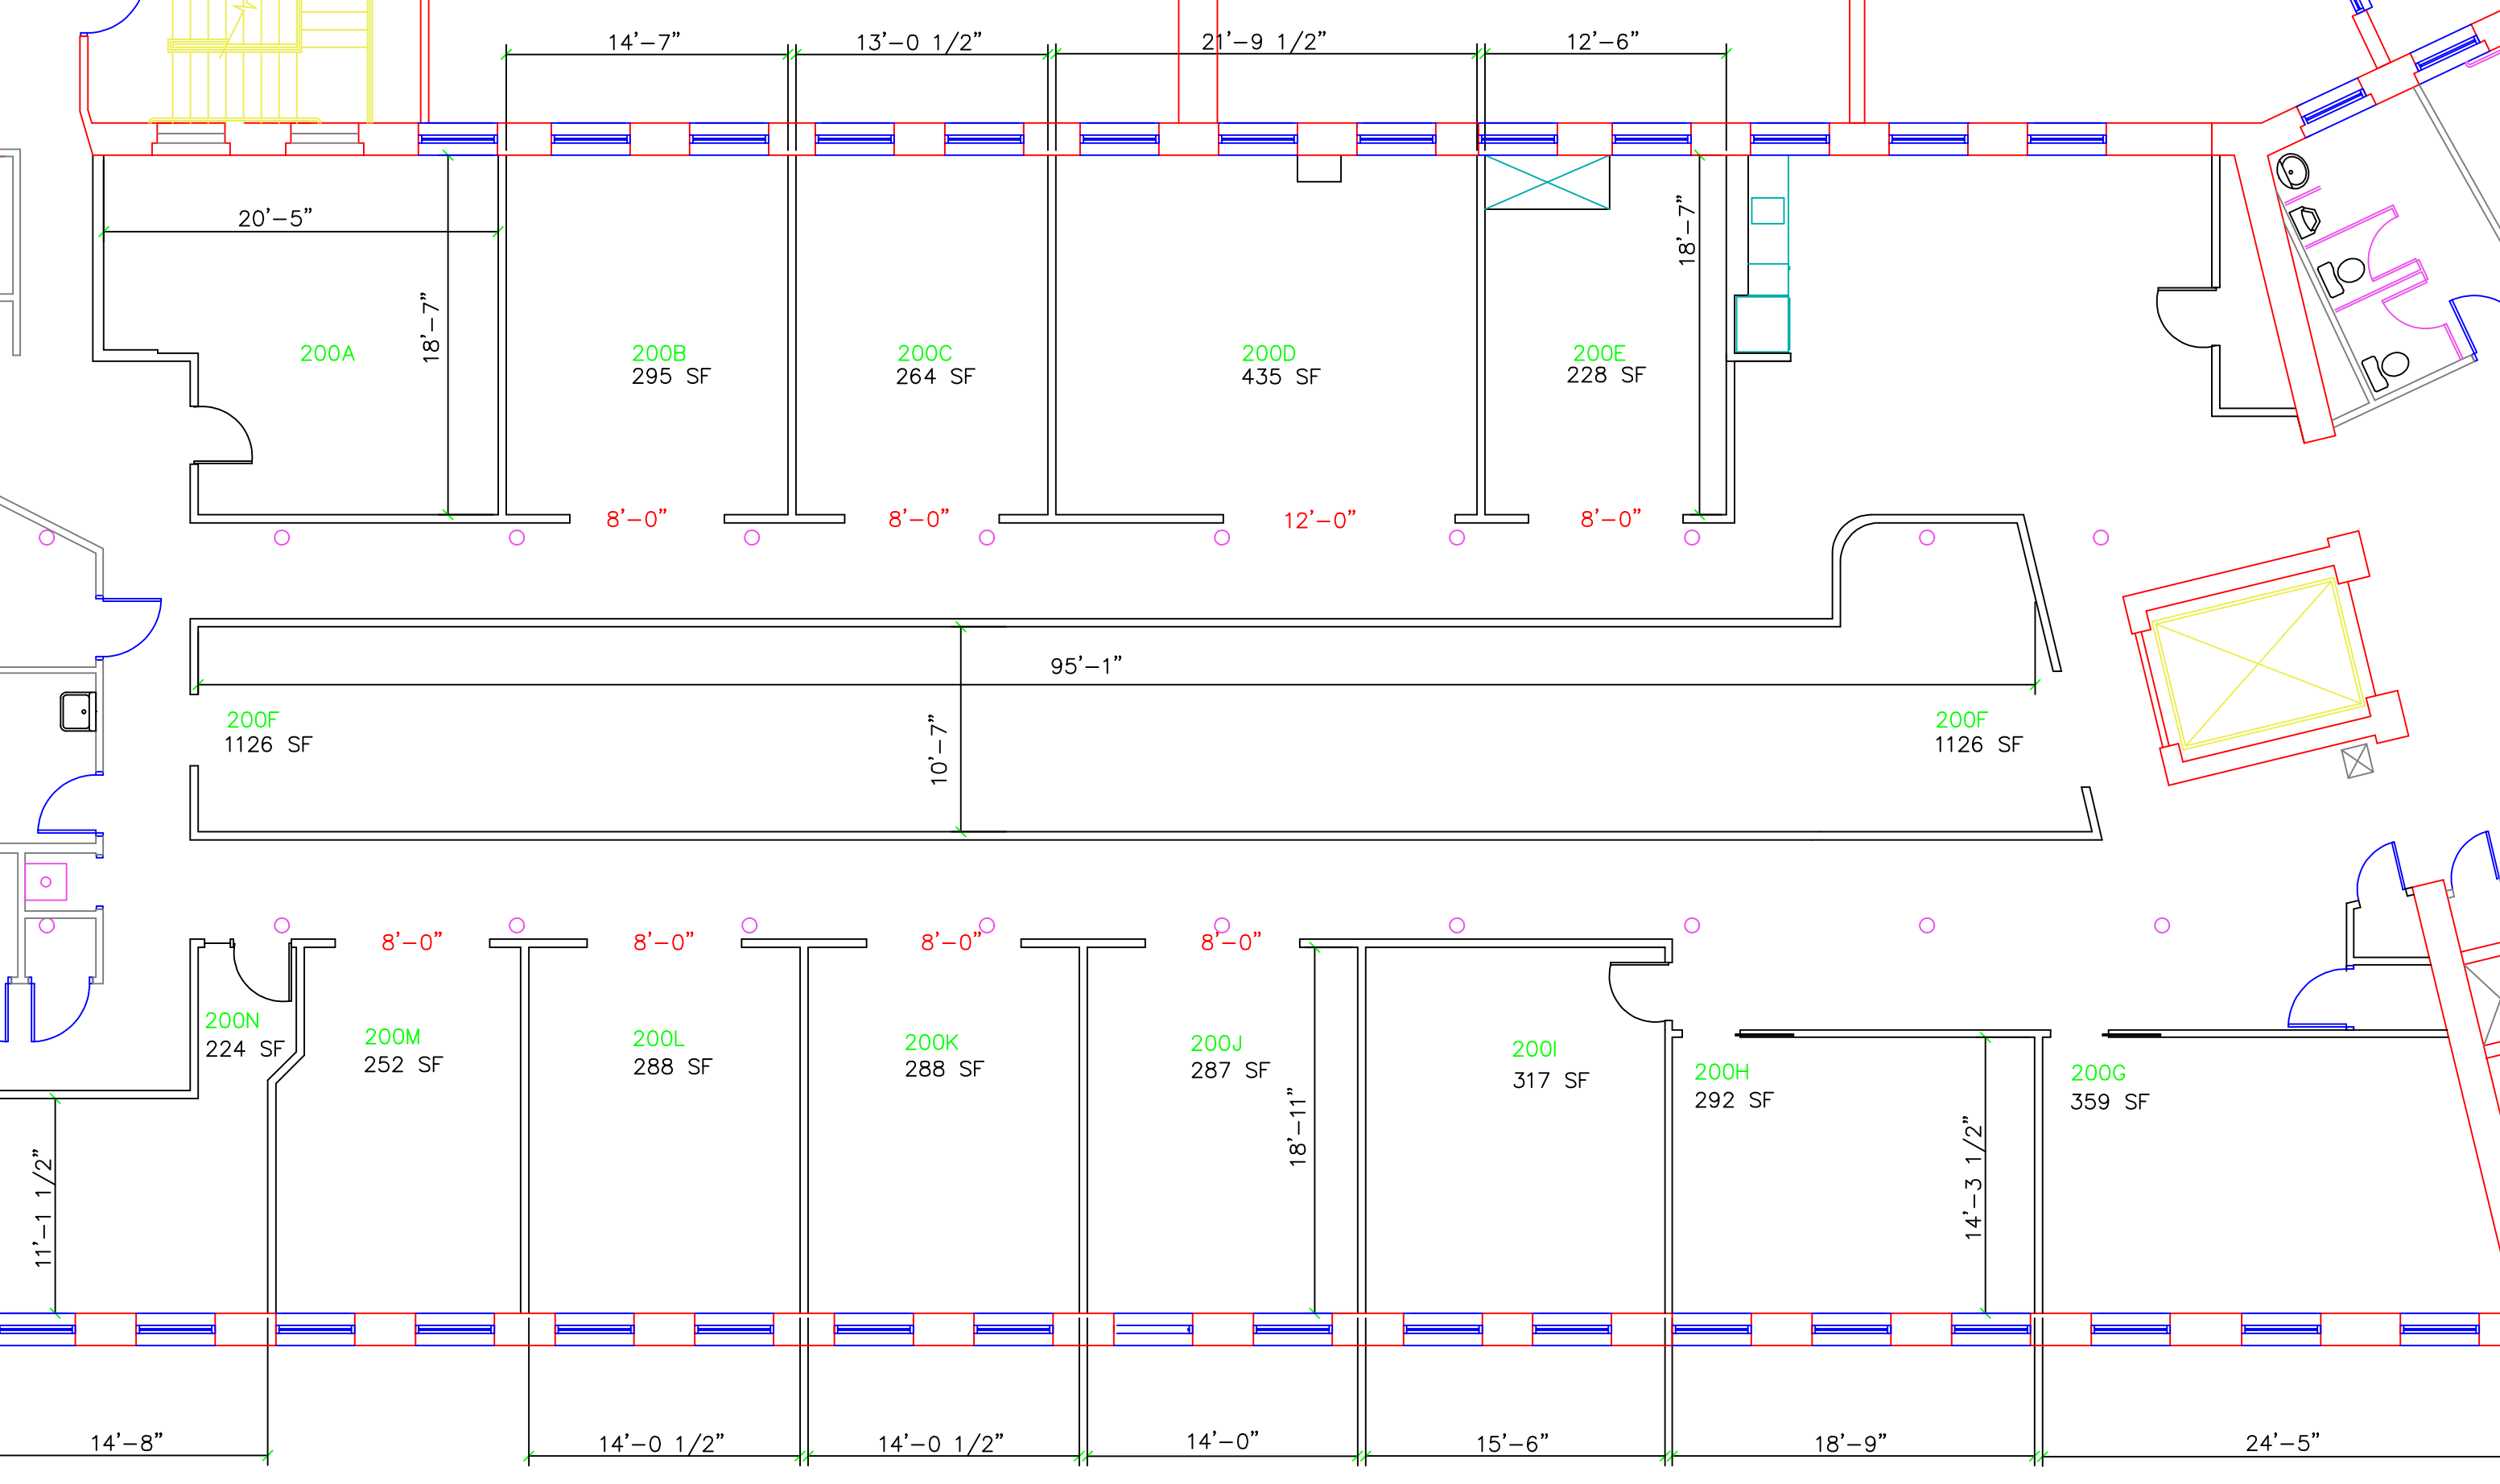 14'-7"
13'-0 1/2"
21'-9 1/2"
12'-6"
20'-5"
18'-7"
18'-7"
200A
200B
295 SF
200C
264 SF
200D
435 SF
200E
228 SF
8'-0"
8'-0"
12'-0"
8'-0"
95'-1"
10'-7"
200F
1126 SF
200F
1126 SF
8'-0"
8'-0"
8'-0"
8'-0"
200N
224 SF
200M
252 SF
200L
288 SF
200K
288 SF
200J
287 SF
200I
317 SF
200H
292 SF
200G
359 SF
11'-1 1/2"
18'-11"
14'-3 1/2"
14'-8"
14'-0 1/2"
14'-0 1/2"
14'-0"
15'-6"
18'-9"
24'-5"